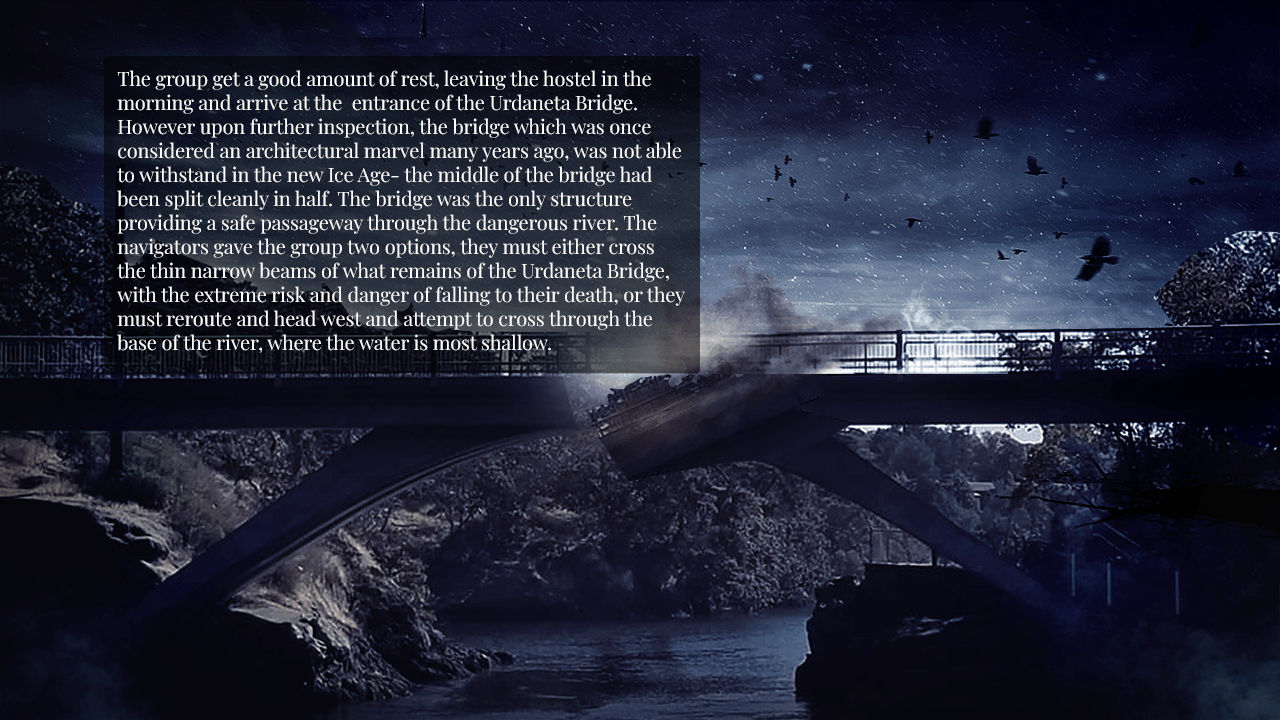 The group get a good amount of rest, leaving the hostel in the
morning and arrive at the  entrance of the Urdaneta Bridge.
However upon further inspection, the bridge which was once
considered an architectural marvel many years ago, was not able
to withstand in the new Ice Age- the middle of the bridge had
been split cleanly in half. The bridge was the only structure
providing a safe passageway through the dangerous river. The
navigators gave the group two options, they must either cross
the thin narrow beams of what remains of the Urdaneta Bridge,
with the extreme risk and danger of falling to their death, or they
must reroute and head west and attempt to cross through the
base of the river, where the water is most shallow.